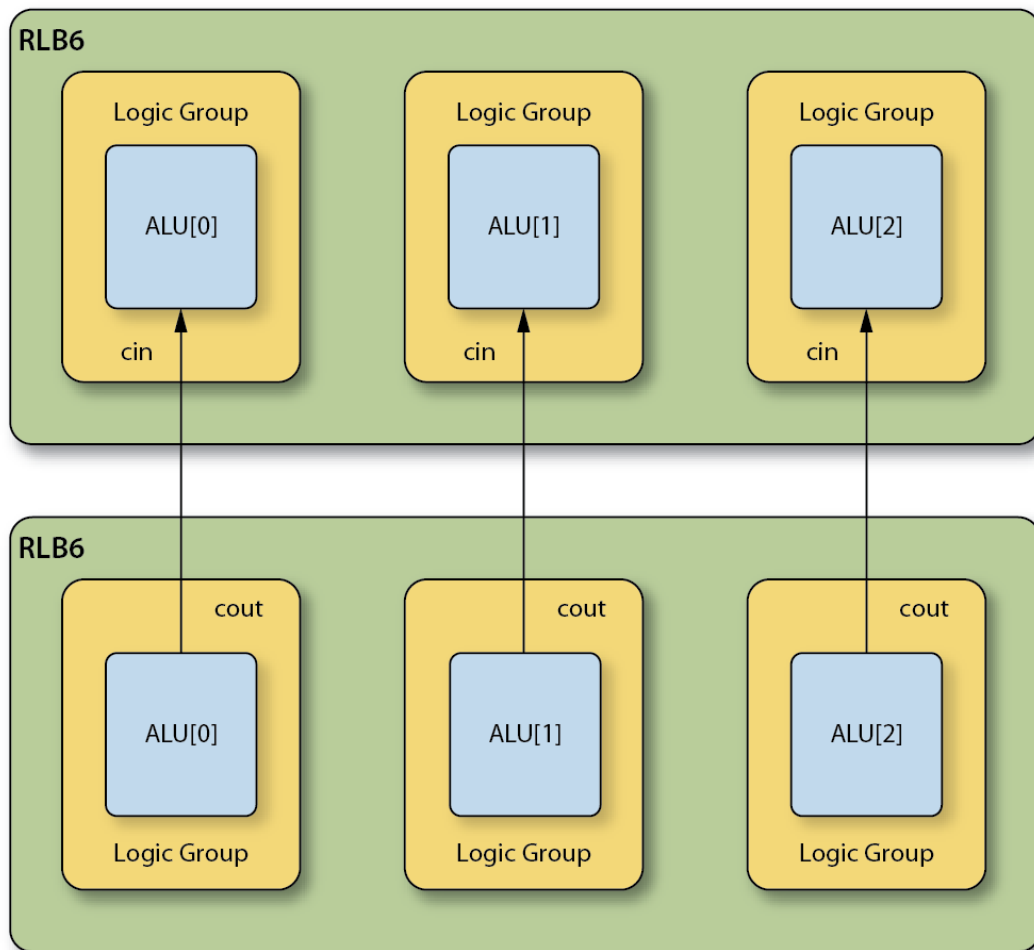 RLB6
Logic Group
Logic Group
Logic Group
ALU[0]
ALU[1]
ALU[2]
cin
cin
cin
RLB6
cout
cout
cout
ALU[0]
ALU[1]
ALU[2]
Logic Group
Logic Group
Logic Group